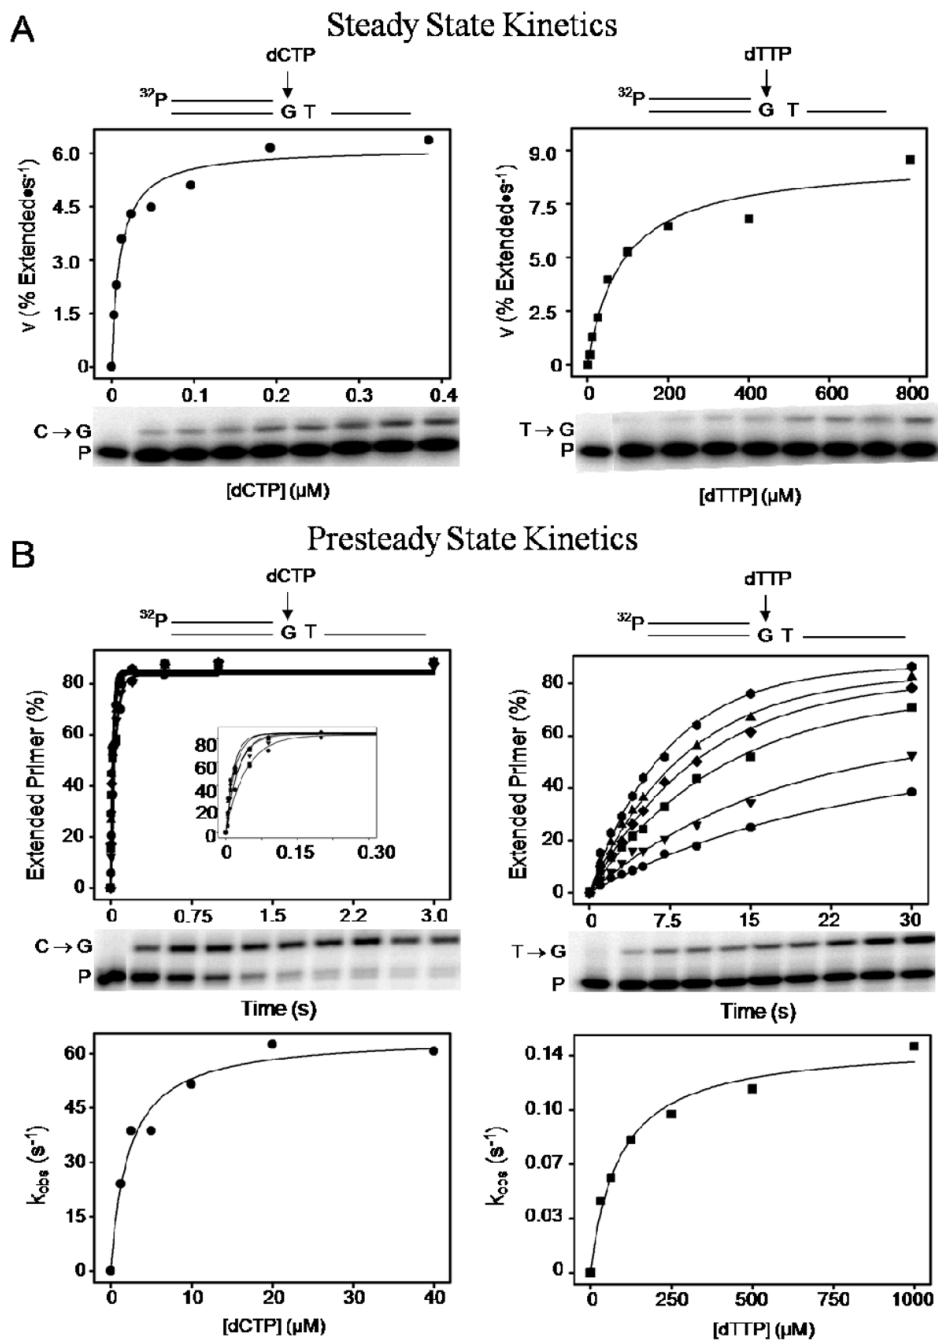 A
Steady State Kinetics
dCTP
³²P
G T
v (% Extended•s⁻¹)
6.0
4.5
3.0
1.5
0
0 0.1 0.2 0.3 0.4
C → G
P
[dCTP] (µM)
dTTP
³²P
G T
v (% Extended•s⁻¹)
9.0
7.5
5.0
2.5
0
0 200 400 600 800
T → G
P
[dTTP] (µM)
B
Presteady State Kinetics
dCTP
³²P
G T
Extended Primer (%)
80
60
40
20
0
80
60
40
20
0
0 0.15 0.30
0 0.75 1.5 2.2 3.0
C → G
P
Time (s)
dTTP
³²P
G T
Extended Primer (%)
80
60
40
20
0
0 7.5 15 22 30
T → G
P
Time (s)
k_obs (s⁻¹)
60
45
30
15
0
0 10 20 30 40
[dCTP] (µM)
k_obs (s⁻¹)
0.14
0.10
0.07
0.03
0
0 250 500 750 1000
[dTTP] (µM)